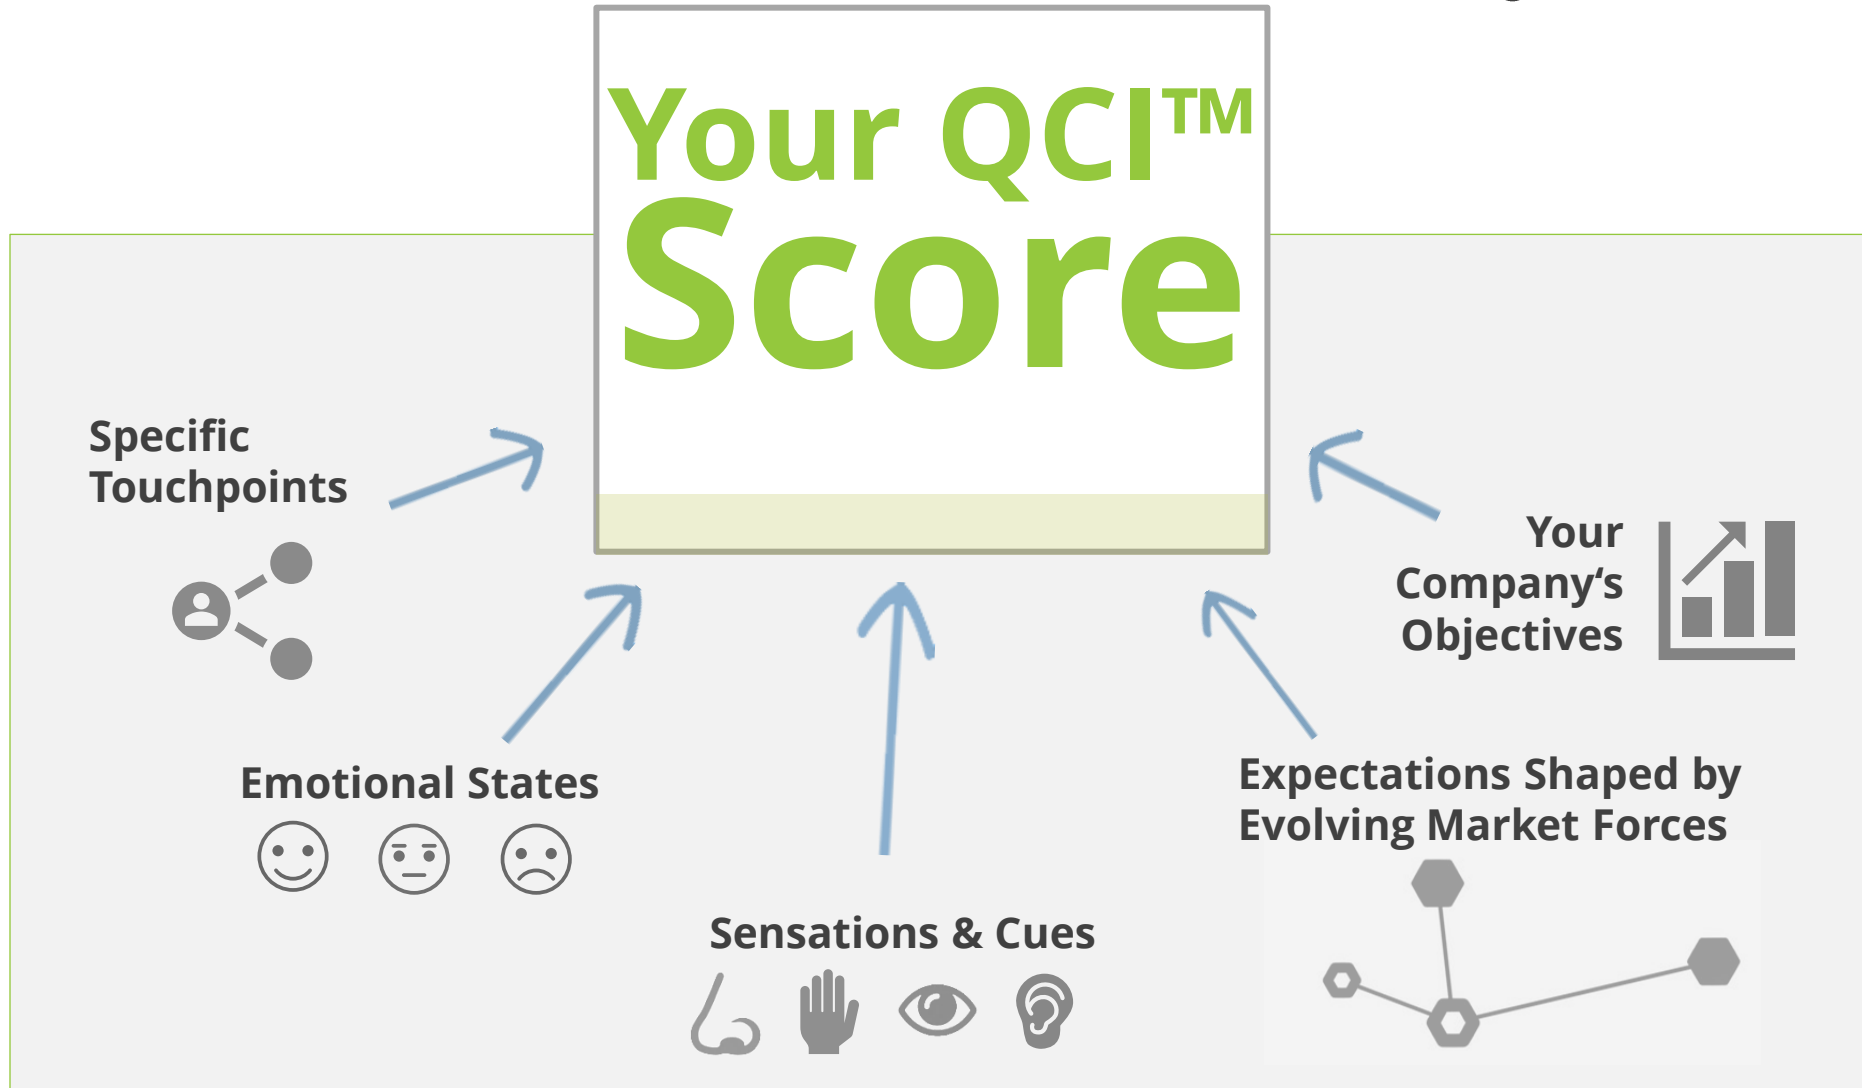 Your QCI™
Score
Specific
Touchpoints
Your
Company‘s
Objectives
Emotional States
Expectations Shaped by
Evolving Market Forces
Sensations & Cues